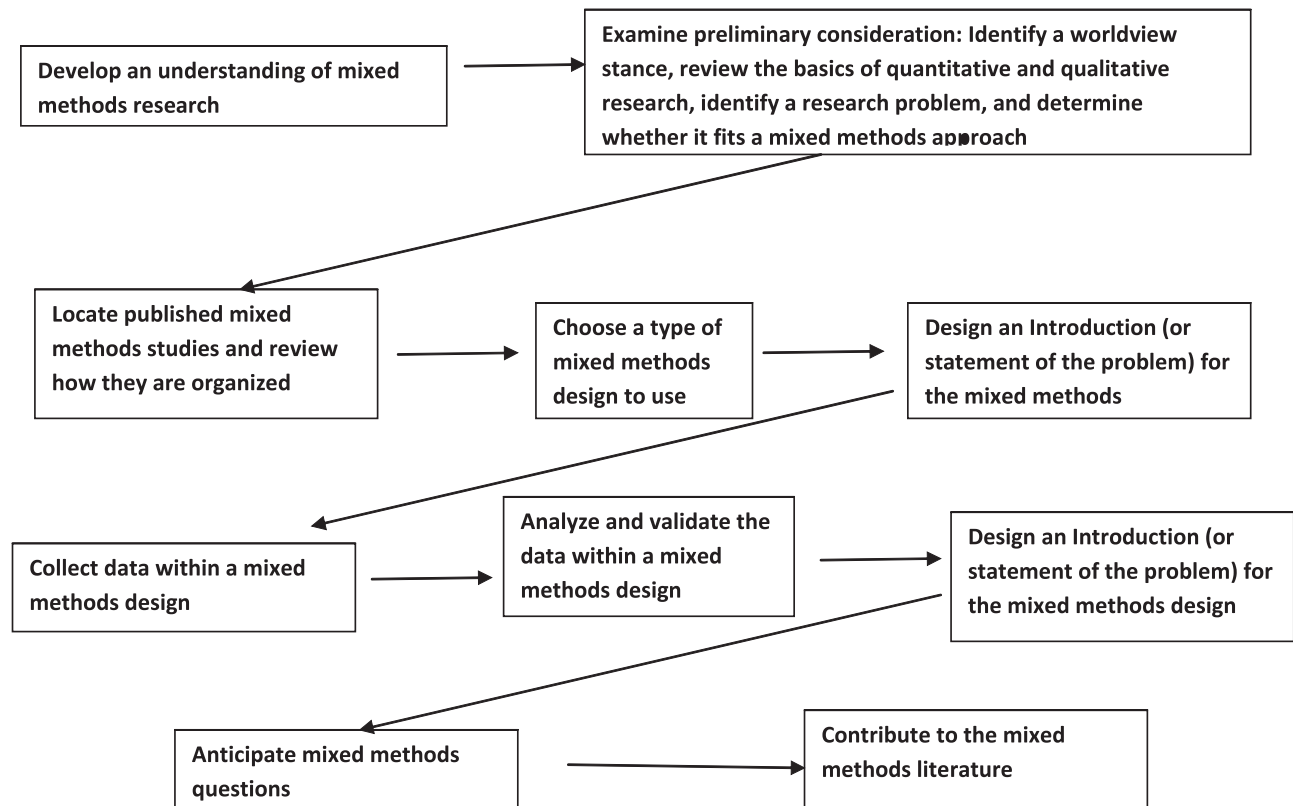 Develop an understanding of mixed
methods research
Examine preliminary consideration: Identify a worldview
stance, review the basics of quantitative and qualitative
research, identify a research problem, and determine
whether it fits a mixed methods approach
Locate published mixed
methods studies and review
how they are organized
Choose a type of
mixed methods
design to use
Design an Introduction (or
statement of the problem) for
the mixed methods
Collect data within a mixed
methods design
Analyze and validate the
data within a mixed
methods design
Design an Introduction (or
statement of the problem) for
the mixed methods design
Anticipate mixed methods
questions
Contribute to the mixed
methods literature